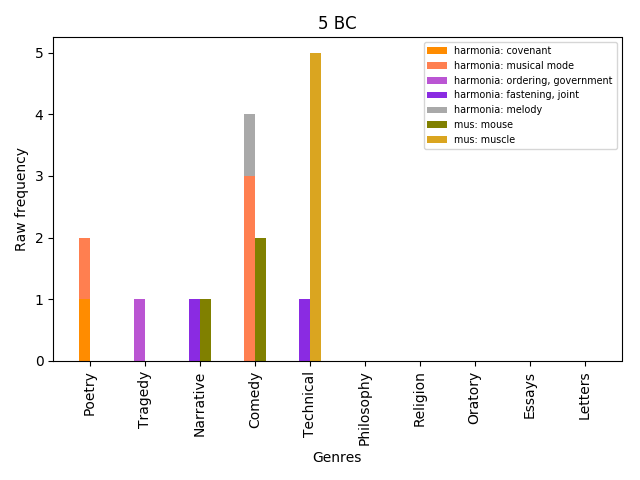 5 BC
harmonia: covenant
harmonia: musical mode
harmonia: ordering, government
harmonia: fastening, joint
harmonia: melody
mus: mouse
mus: muscle
Raw frequency
5
4
3
2
1
0
Poetry
Tragedy
Narrative
Comedy
Technical
Philosophy
Religion
Oratory
Essays
Letters
Genres